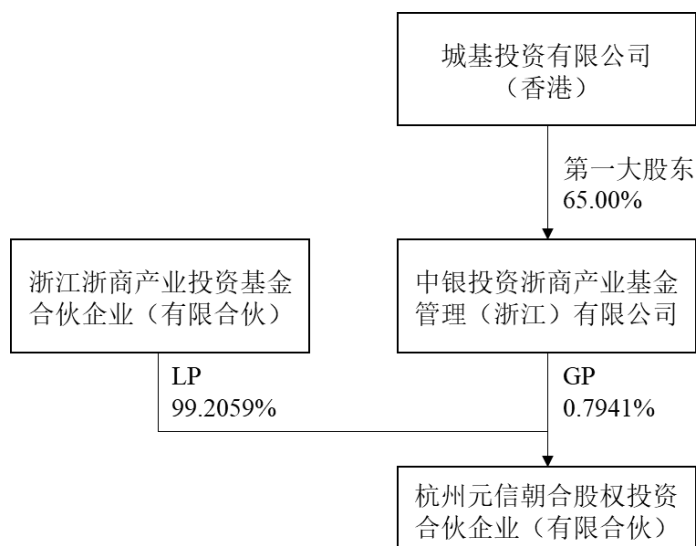 城基投资有限公司
（香港）
第一大股东
65.00%
浙江浙商产业投资基金
合伙企业（有限合伙）
中银投资浙商产业基金
管理（浙江）有限公司
LP
99.2059%
GP
0.7941%
杭州元信朝合股权投资
合伙企业（有限合伙）